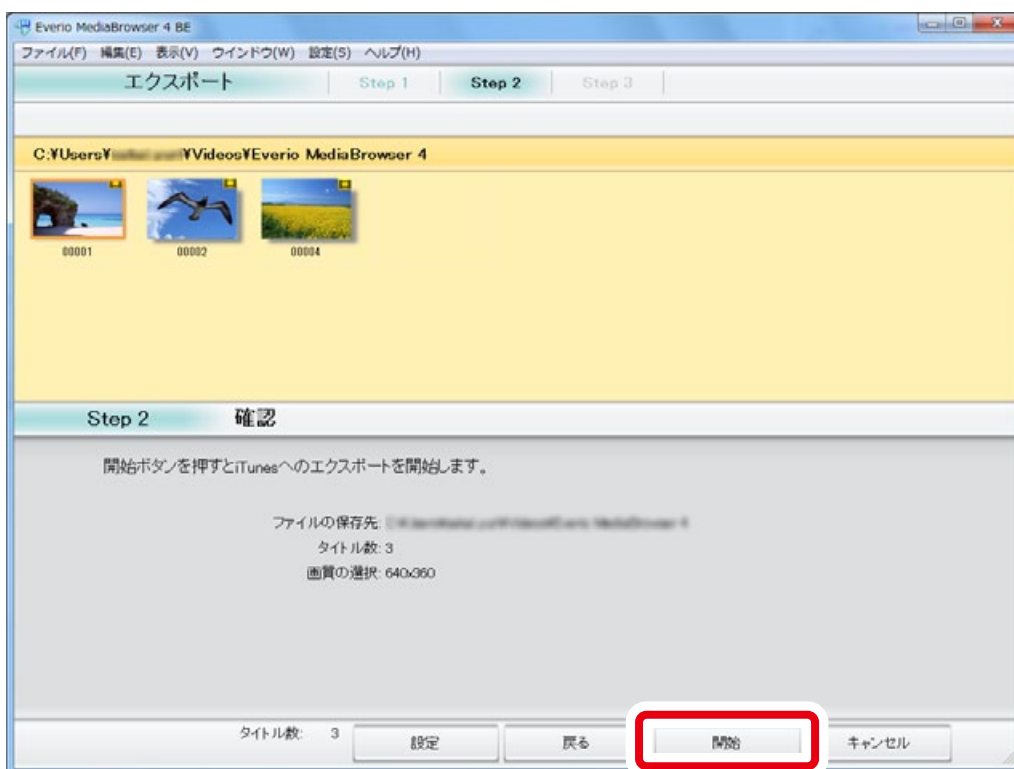 Everio MediaBrowser 4 BE
ファイル(F) 編集(E) 表示(V) ウインドウ(W) 設定(S) ヘルプ(H)
エクスポート Step 1 Step 2 Step 3
C:¥Users¥ ¥Videos¥Everio MediaBrowser 4
00001 00002 00004
Step 2 確認
開始ボタンを押すとiTunesへのエクスポートを開始します。
ファイルの保存先:
タイトル数: 3
画質の選択: 640x360
タイトル数: 3 設定 戻る 開始 キャンセル